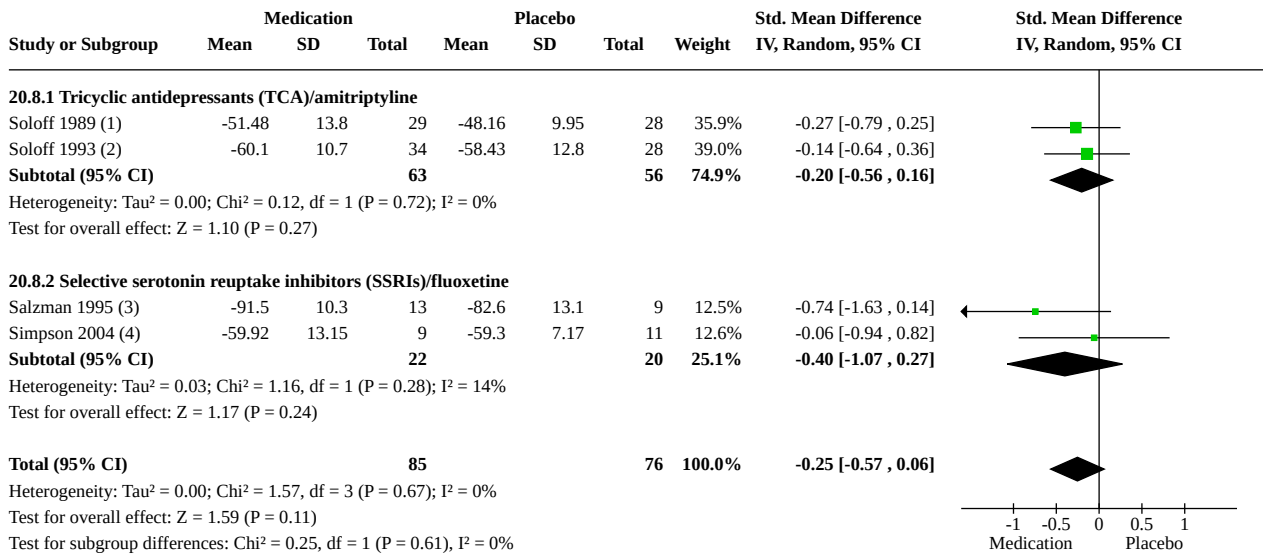 Medication Placebo Std. Mean Difference Std. Mean Difference
Study or Subgroup Mean SD Total Mean SD Total Weight IV, Random, 95% CI IV, Random, 95% CI
20.8.1 Tricyclic antidepressants (TCA)/amitriptyline
Soloff 1989 (1) -51.48 13.8 29 -48.16 9.95 28 35.9% -0.27 [-0.79 , 0.25]
Soloff 1993 (2) -60.1 10.7 34 -58.43 12.8 28 39.0% -0.14 [-0.64 , 0.36]
Subtotal (95% CI) 63 56 74.9% -0.20 [-0.56 , 0.16]
Heterogeneity: Tau² = 0.00; Chi² = 0.12, df = 1 (P = 0.72); I² = 0%
Test for overall effect: Z = 1.10 (P = 0.27)
20.8.2 Selective serotonin reuptake inhibitors (SSRIs)/fluoxetine
Salzman 1995 (3) -91.5 10.3 13 -82.6 13.1 9 12.5% -0.74 [-1.63 , 0.14]
Simpson 2004 (4) -59.92 13.15 9 -59.3 7.17 11 12.6% -0.06 [-0.94 , 0.82]
Subtotal (95% CI) 22 20 25.1% -0.40 [-1.07 , 0.27]
Heterogeneity: Tau² = 0.03; Chi² = 1.16, df = 1 (P = 0.28); I² = 14%
Test for overall effect: Z = 1.17 (P = 0.24)
Total (95% CI) 85 76 100.0% -0.25 [-0.57 , 0.06]
Heterogeneity: Tau² = 0.00; Chi² = 1.57, df = 3 (P = 0.67); I² = 0%
Test for overall effect: Z = 1.59 (P = 0.11) -1 -0.5 0 0.5 1
Test for subgroup differences: Chi² = 0.25, df = 1 (P = 0.61), I² = 0% Medication Placebo